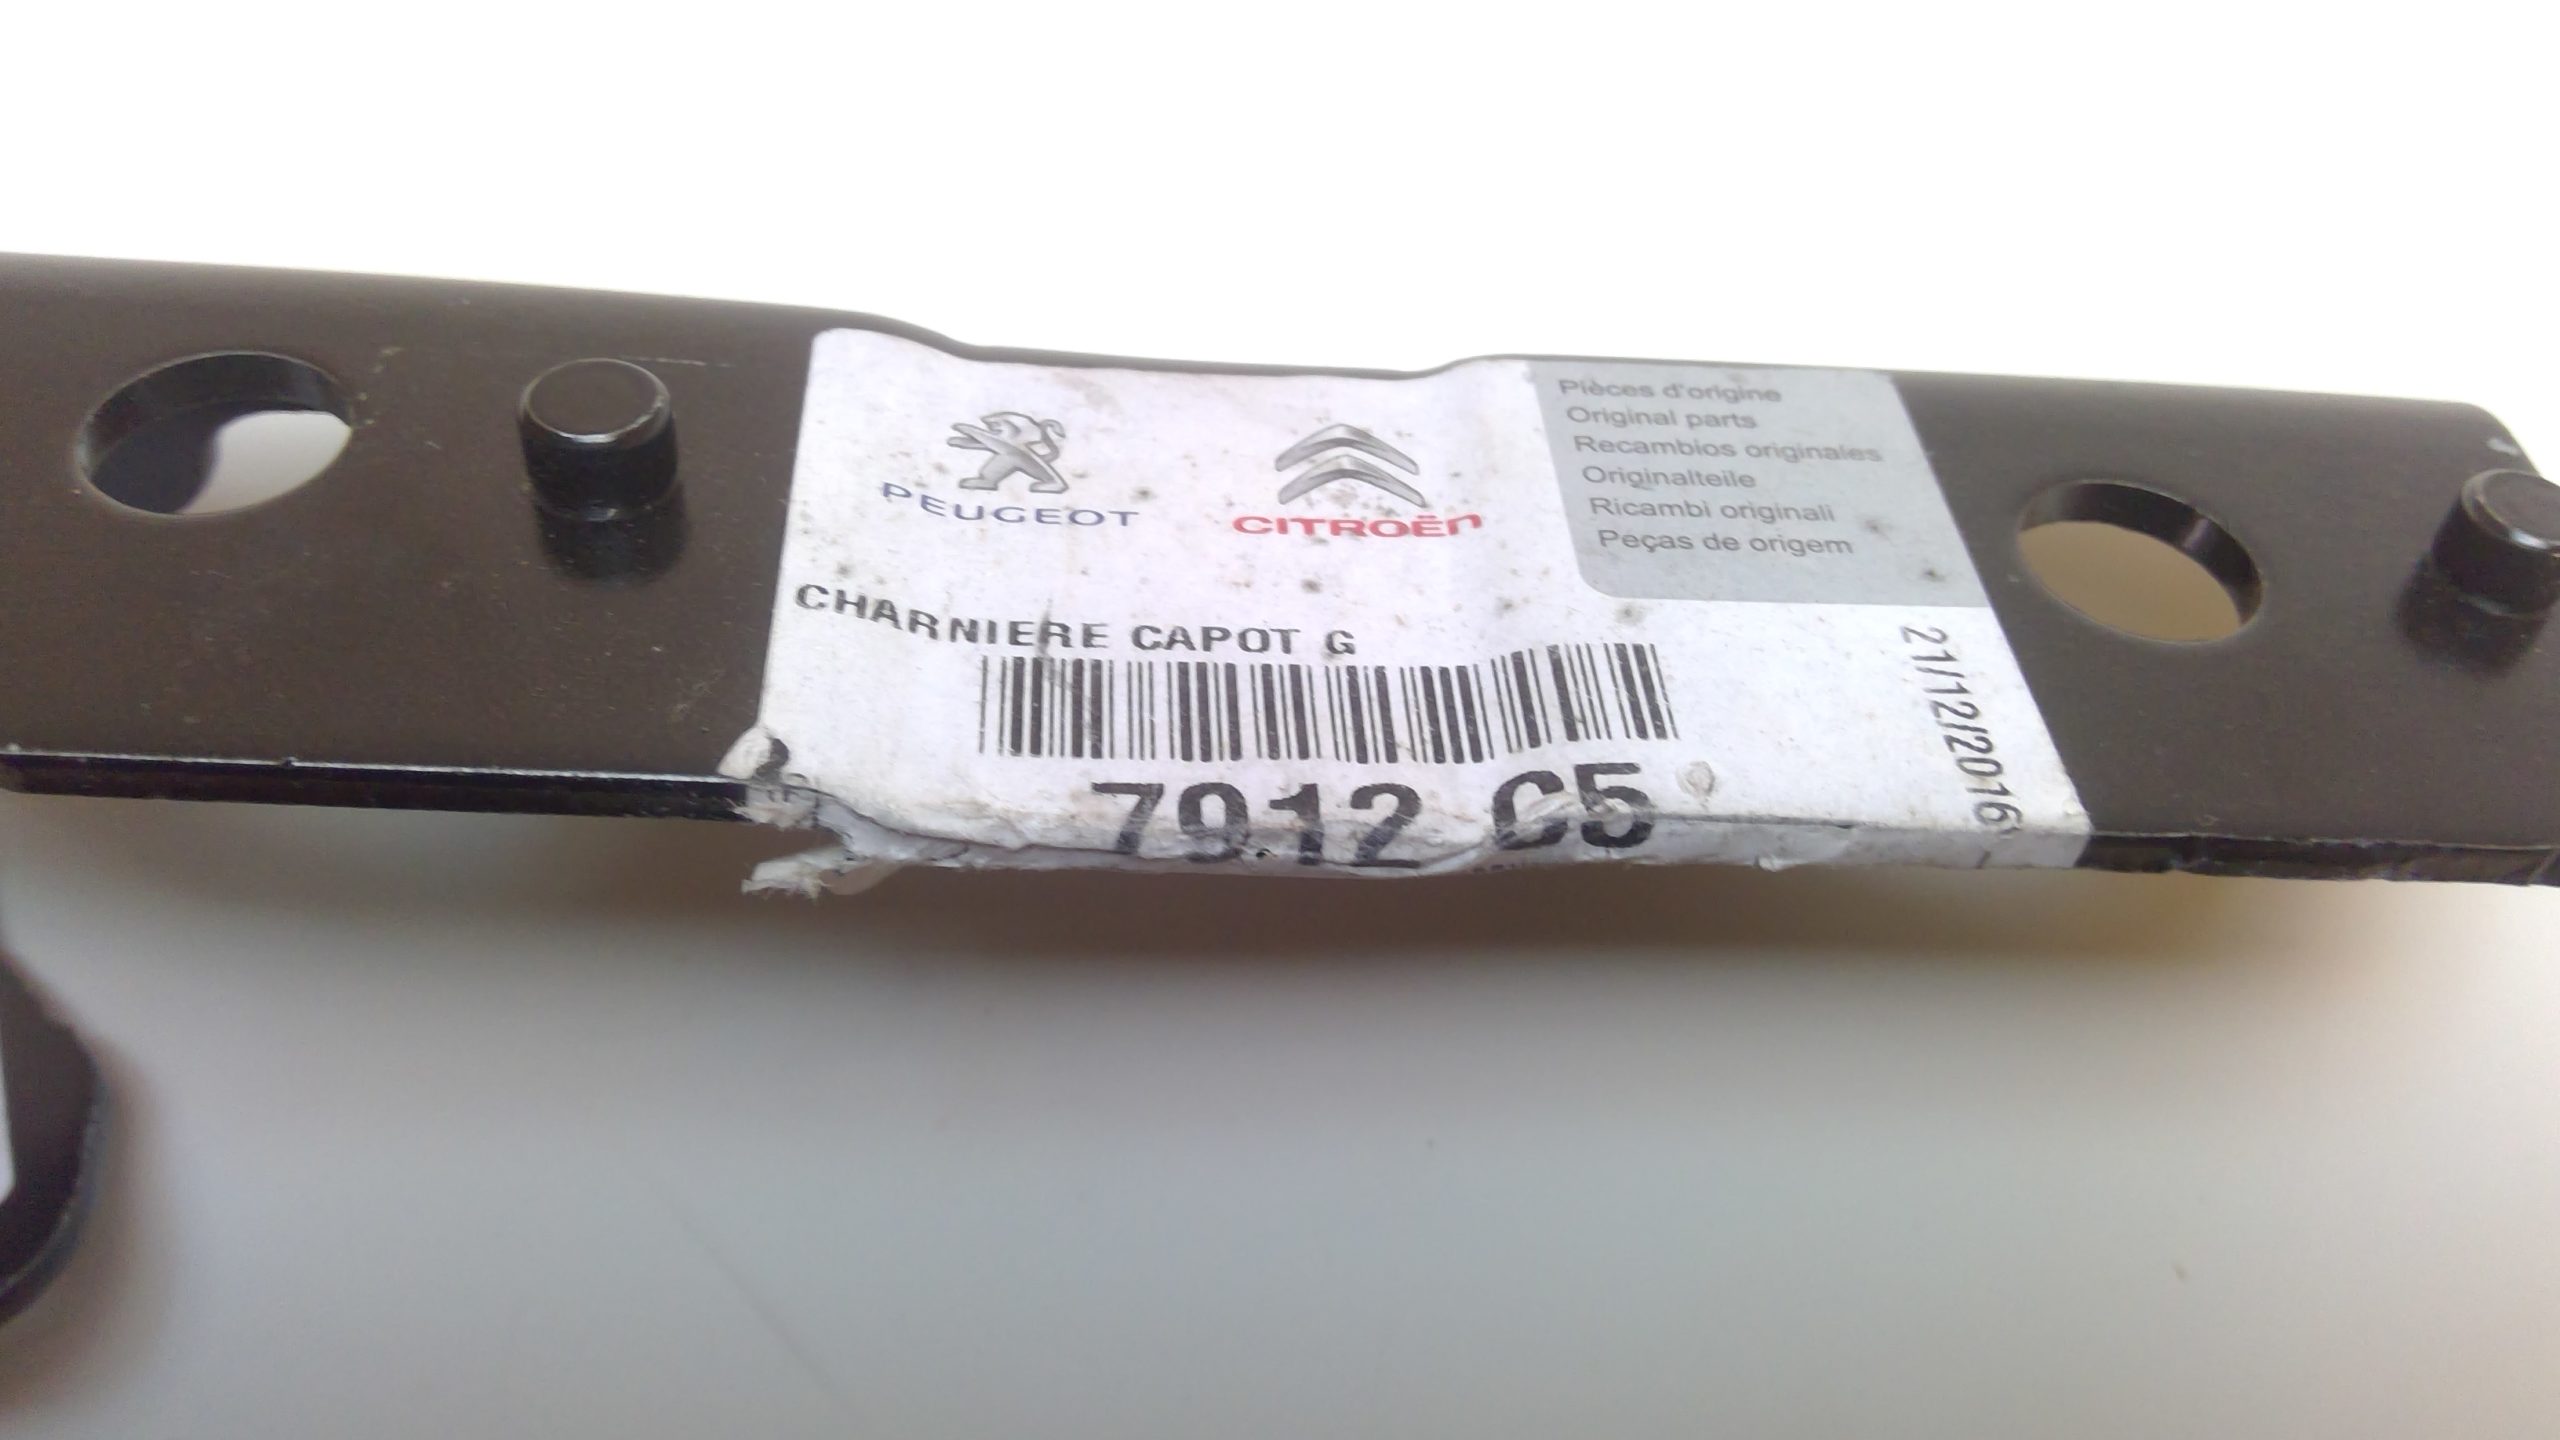 PEUGEOT
CITROËN
Pièces d'origine
Original parts
Recambios originales
Originalteile
Ricambi originali
Peças de origem
CHARNIERE CAPOT G
7912 C5
21/12/2016